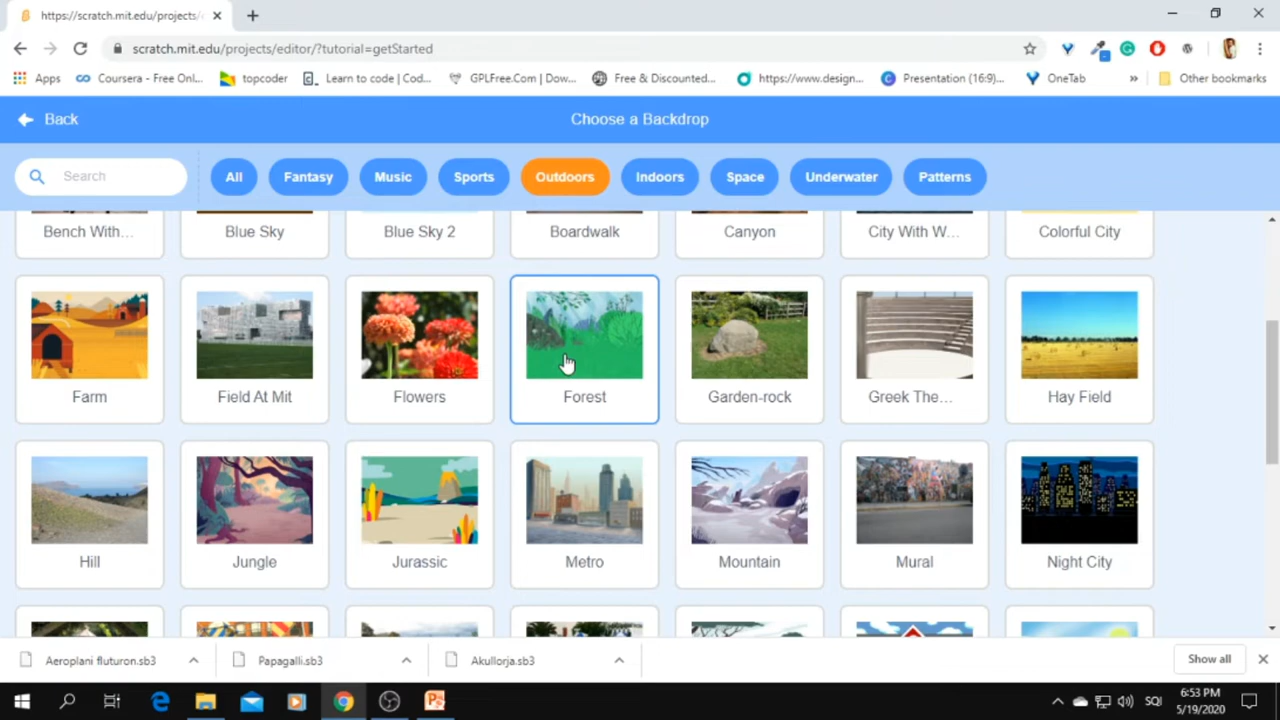 https://scratch.mit.edu/projects/
scratch.mit.edu/projects/editor/?tutorial=getStarted
Apps
Coursera - Free Onl...
topcoder
Learn to code | Cod...
GPLFree.Com | Dow...
Free & Discounted...
https://www.design...
Presentation (16:9)...
OneTab
»
Other bookmarks
Back
Choose a Backdrop
Search
All
Fantasy
Music
Sports
Outdoors
Indoors
Space
Underwater
Patterns
Bench With...
Blue Sky
Blue Sky 2
Boardwalk
Canyon
City With W...
Colorful City
Farm
Field At Mit
Flowers
Forest
Garden-rock
Greek The...
Hay Field
Hill
Jungle
Jurassic
Metro
Mountain
Mural
Night City
Aeroplani fluturon.sb3
Papagalli.sb3
Akullorja.sb3
Show all
SQI
6:53 PM
5/19/2020